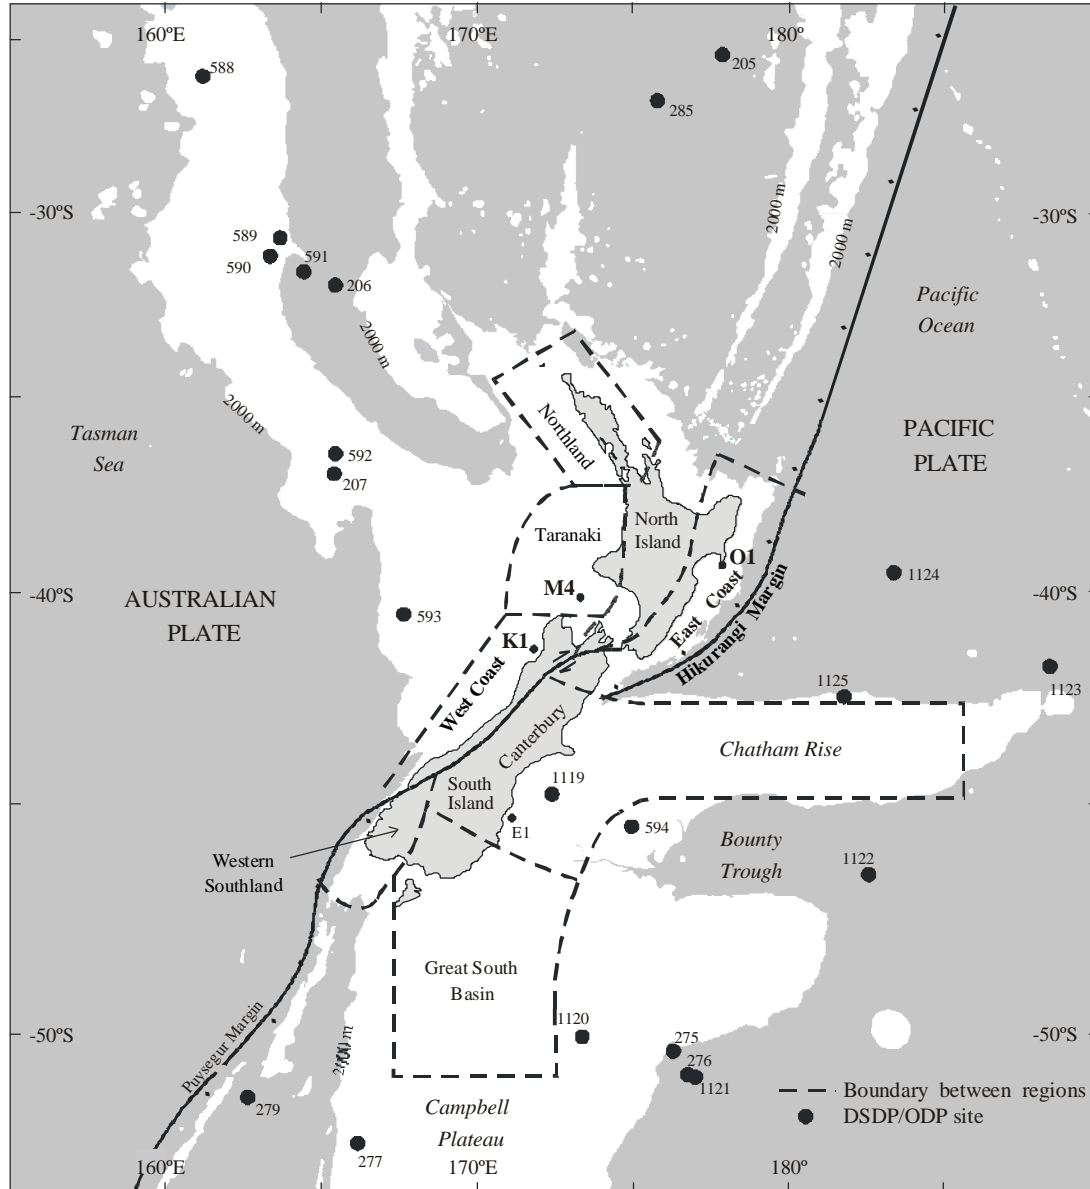 160ºE
170ºE
180º
588
205
285
-30ºS
-30ºS
2000 m
2000 m
589
590
591
206
Pacific
Ocean
2000 m
2000 m
Tasman
Sea
Northland
PACIFIC
PLATE
592
207
Taranaki
North
Island
O1
M4
East Coast
Hikurangi Margin
1124
-40ºS
-40ºS
AUSTRALIAN
PLATE
593
K1
West Coast
1125
1123
Canterbury
Chatham Rise
South
Island
1119
E1
594
Bounty
Trough
1122
Western
Southland
Great South
Basin
1120
275
276
1121
-50ºS
-50ºS
Puysegur Margin
279
277
Campbell
Plateau
Boundary between regions
DSDP/ODP site
160ºE
170ºE
180º